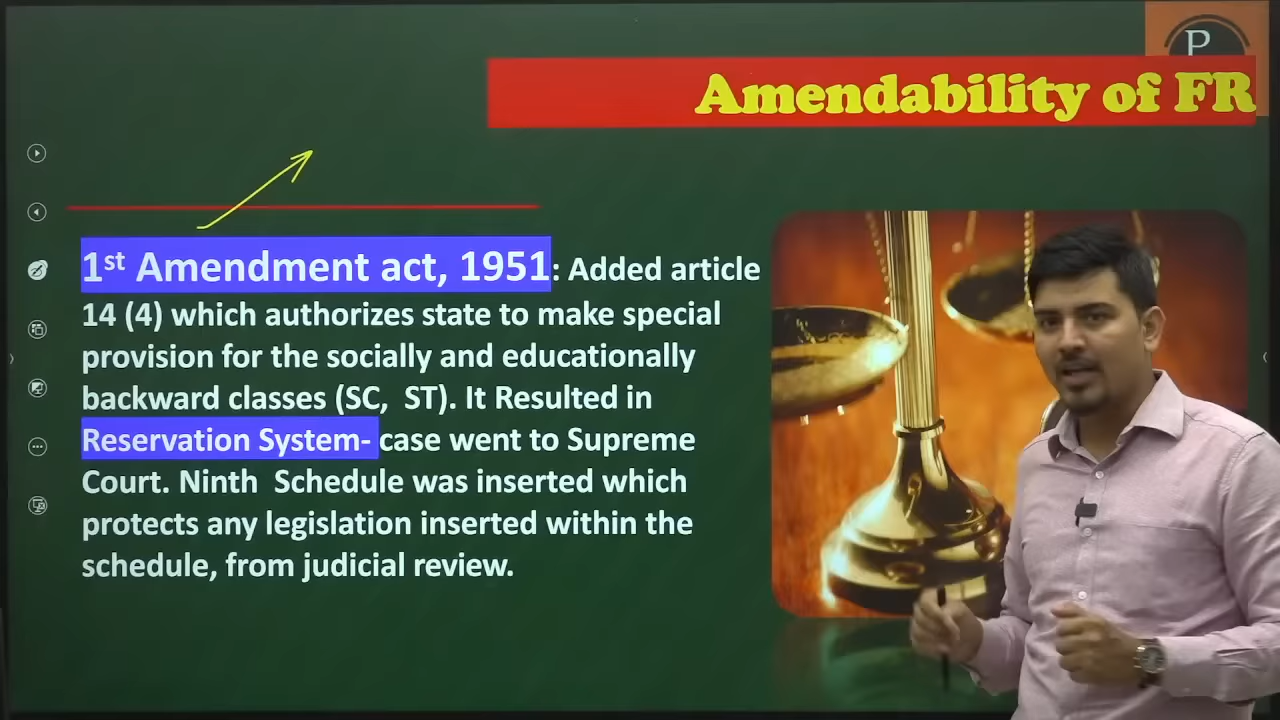 P
Amendability of FR
1st Amendment act, 1951: Added article
14 (4) which authorizes state to make special
provision for the socially and educationally
backward classes (SC, ST). It Resulted in
Reservation System- case went to Supreme
Court. Ninth Schedule was inserted which
protects any legislation inserted within the
schedule, from judicial review.